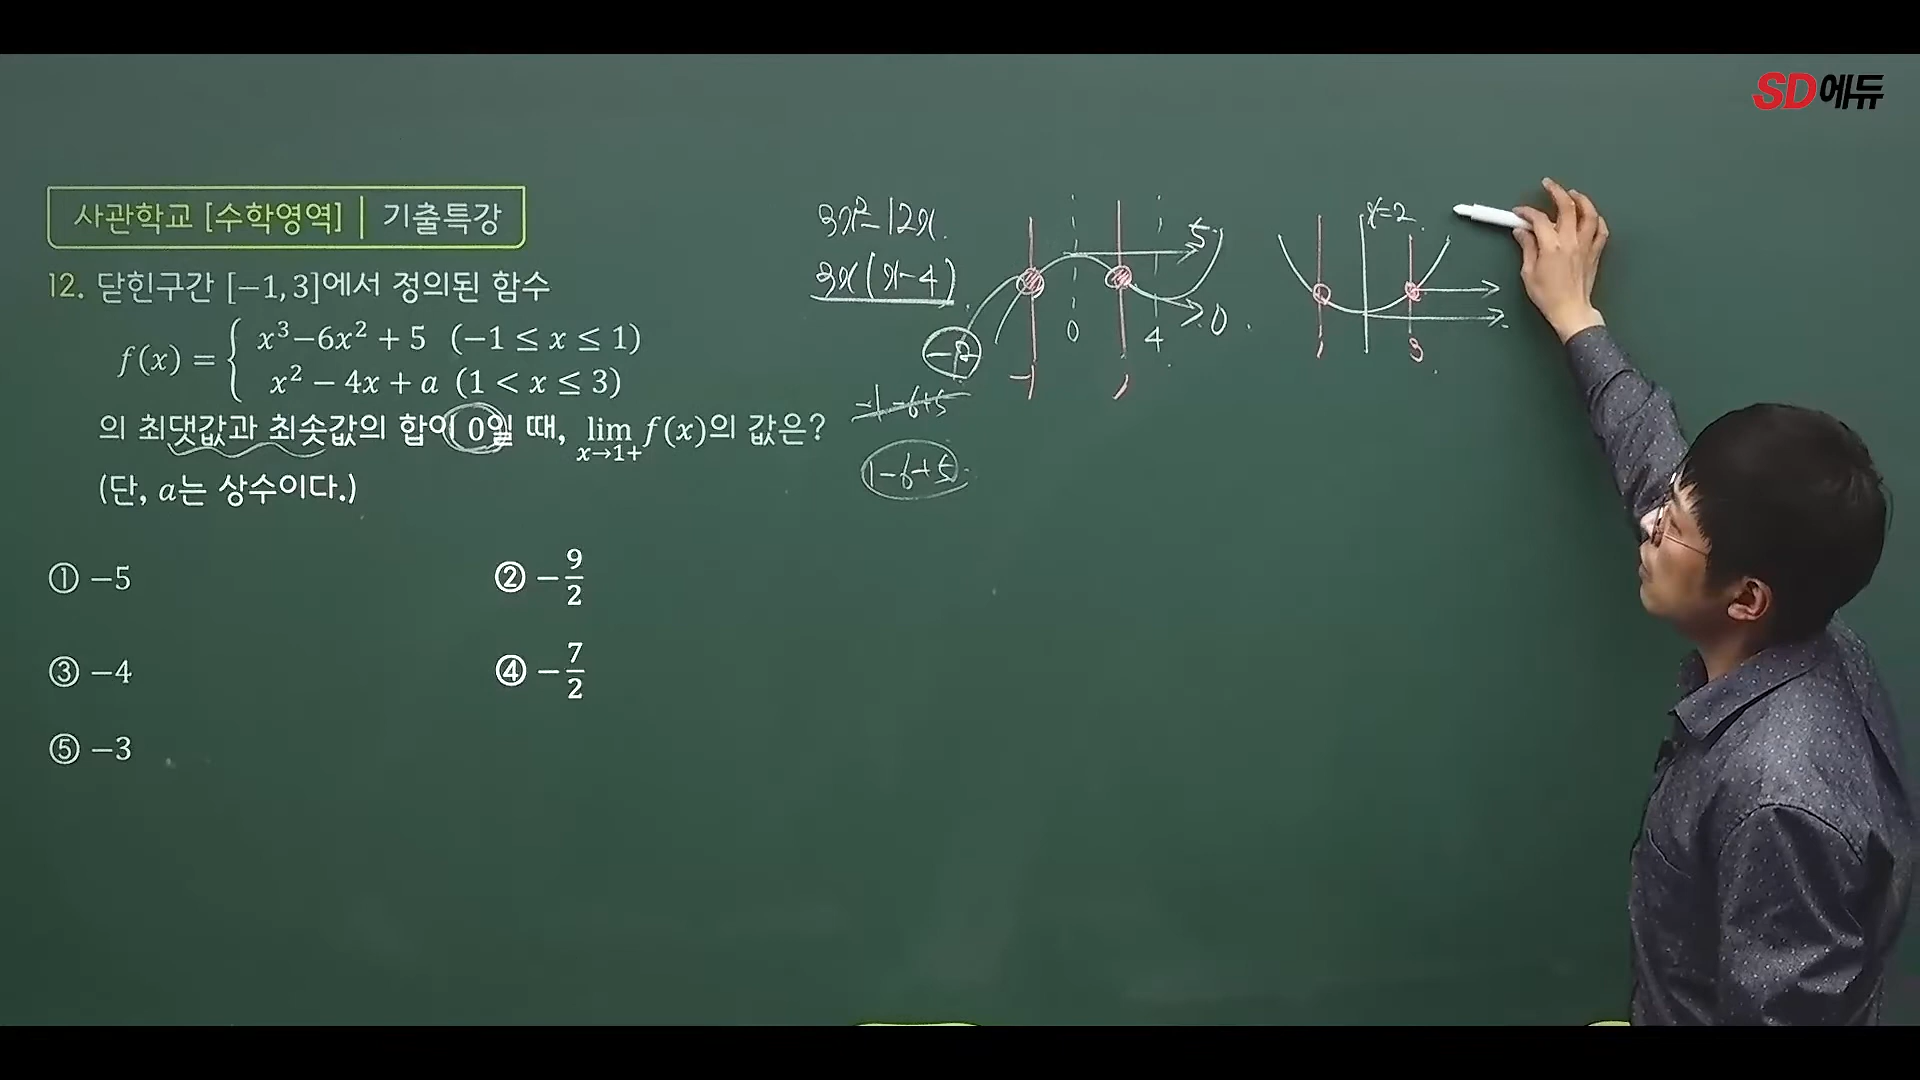 SD에듀
사관학교 [수학영역] | 기출특강
12. 닫힌구간 [−1, 3]에서 정의된 함수
f(x) = { x³−6x²+5 (−1 ≤ x ≤ 1)
x² − 4x + a (1 < x ≤ 3)
의 최댓값과 최솟값의 합이 0일 때, lim x→1+ f(x)의 값은?
(단, a는 상수이다.)
① −5
② −9/2
③ −4
④ −7/2
⑤ −3
3x²−12x.
3x(x−4)
−2
−1−6+5
1−6+5
5
0
4
0
−1
1
x=2
1
3